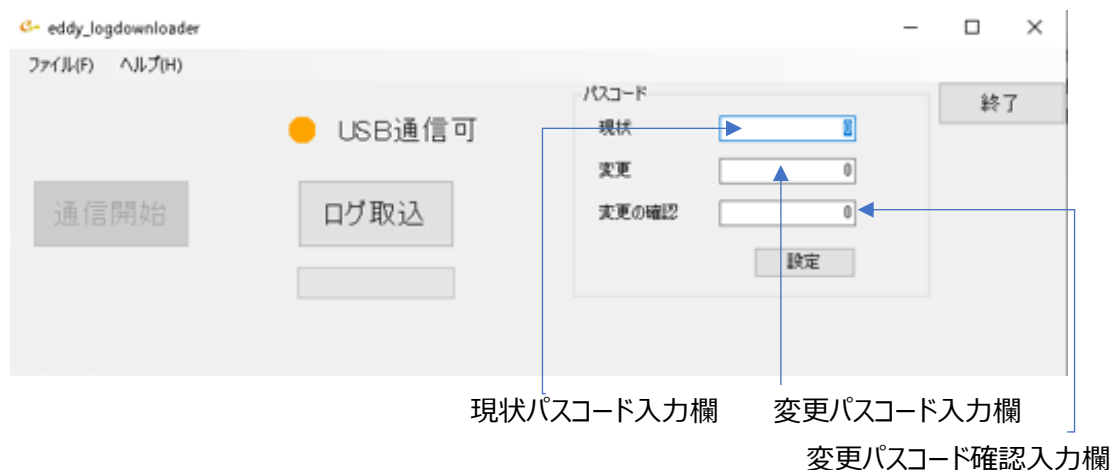 eddy_logdownloader
ファイル(F) ヘルプ(H)
パスコード
終了
USB通信可
現状 0
変更 0
通信開始
ログ取込
変更の確認 0
設定
現状パスコード入力欄 変更パスコード入力欄
変更パスコード確認入力欄